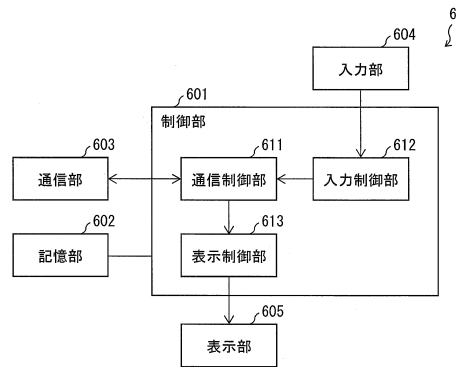 6
604
入力部
601
制御部
603
通信部
611
通信制御部
612
入力制御部
602
記憶部
613
表示制御部
605
表示部